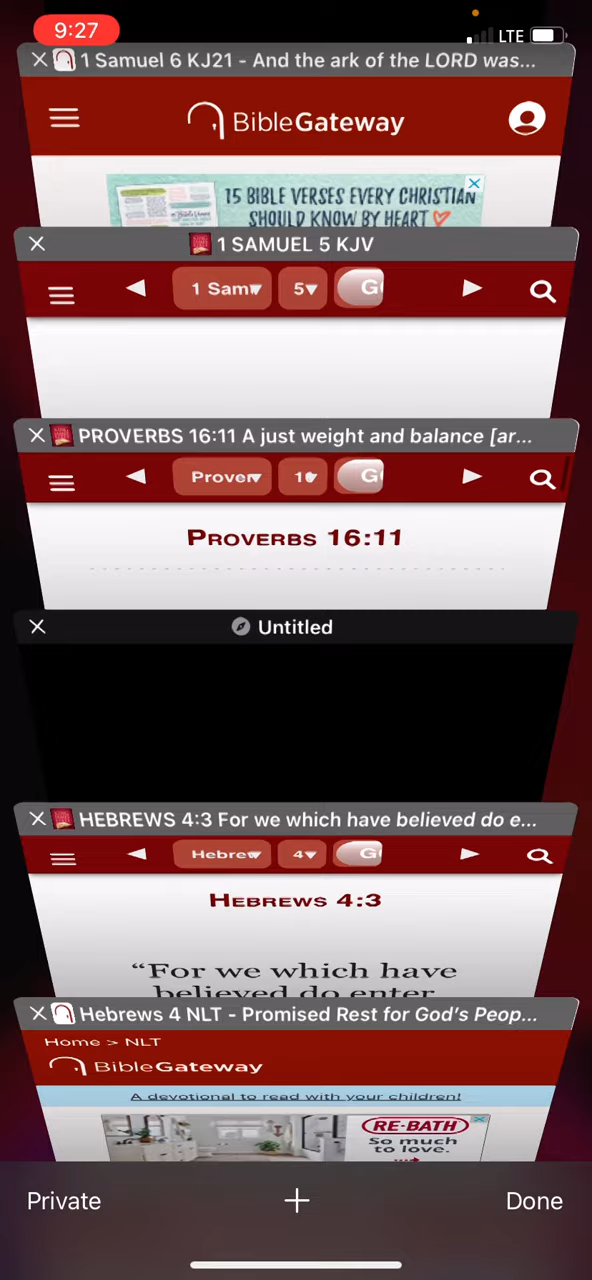 9:27
LTE
1 Samuel 6 KJ21 - And the ark of the LORD was...
BibleGateway
15 BIBLE VERSES EVERY CHRISTIAN
SHOULD KNOW BY HEART
1 SAMUEL 5 KJV
1 Sam
5
G
PROVERBS 16:11 A just weight and balance [ar...
Prover
16
G
PROVERBS 16:11
Untitled
HEBREWS 4:3 For we which have believed do e...
Hebre
4
G
HEBREWS 4:3
“For we which have
believed do enter
Hebrews 4 NLT - Promised Rest for God's Peop...
Home > NLT
BibleGateway
A devotional to read with your children!
RE-BATH
So much
to love.
Private
Done